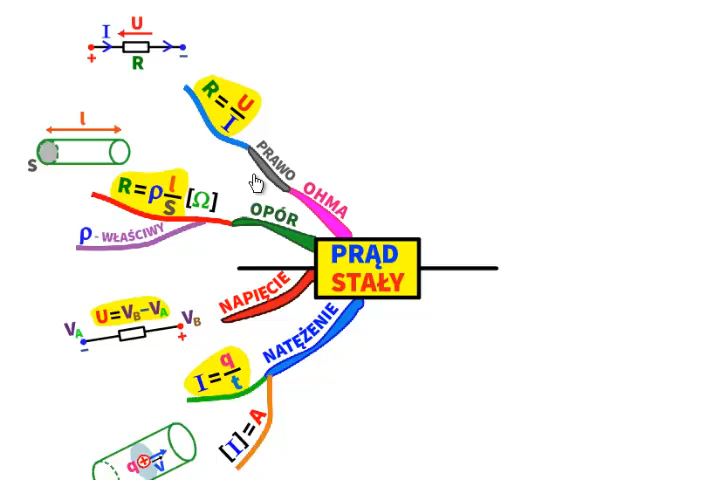 U
I
+
-
R
R = U/I
l
S
PRAWO
OHMA
R = ρ l/S [Ω]
OPÓR
ρ - WŁAŚCIWY
PRĄD
STAŁY
NAPIĘCIE
U = V_B - V_A
V_A
V_B
-
+
NATĘŻENIE
I = q/t
[I] = A
q
+
v